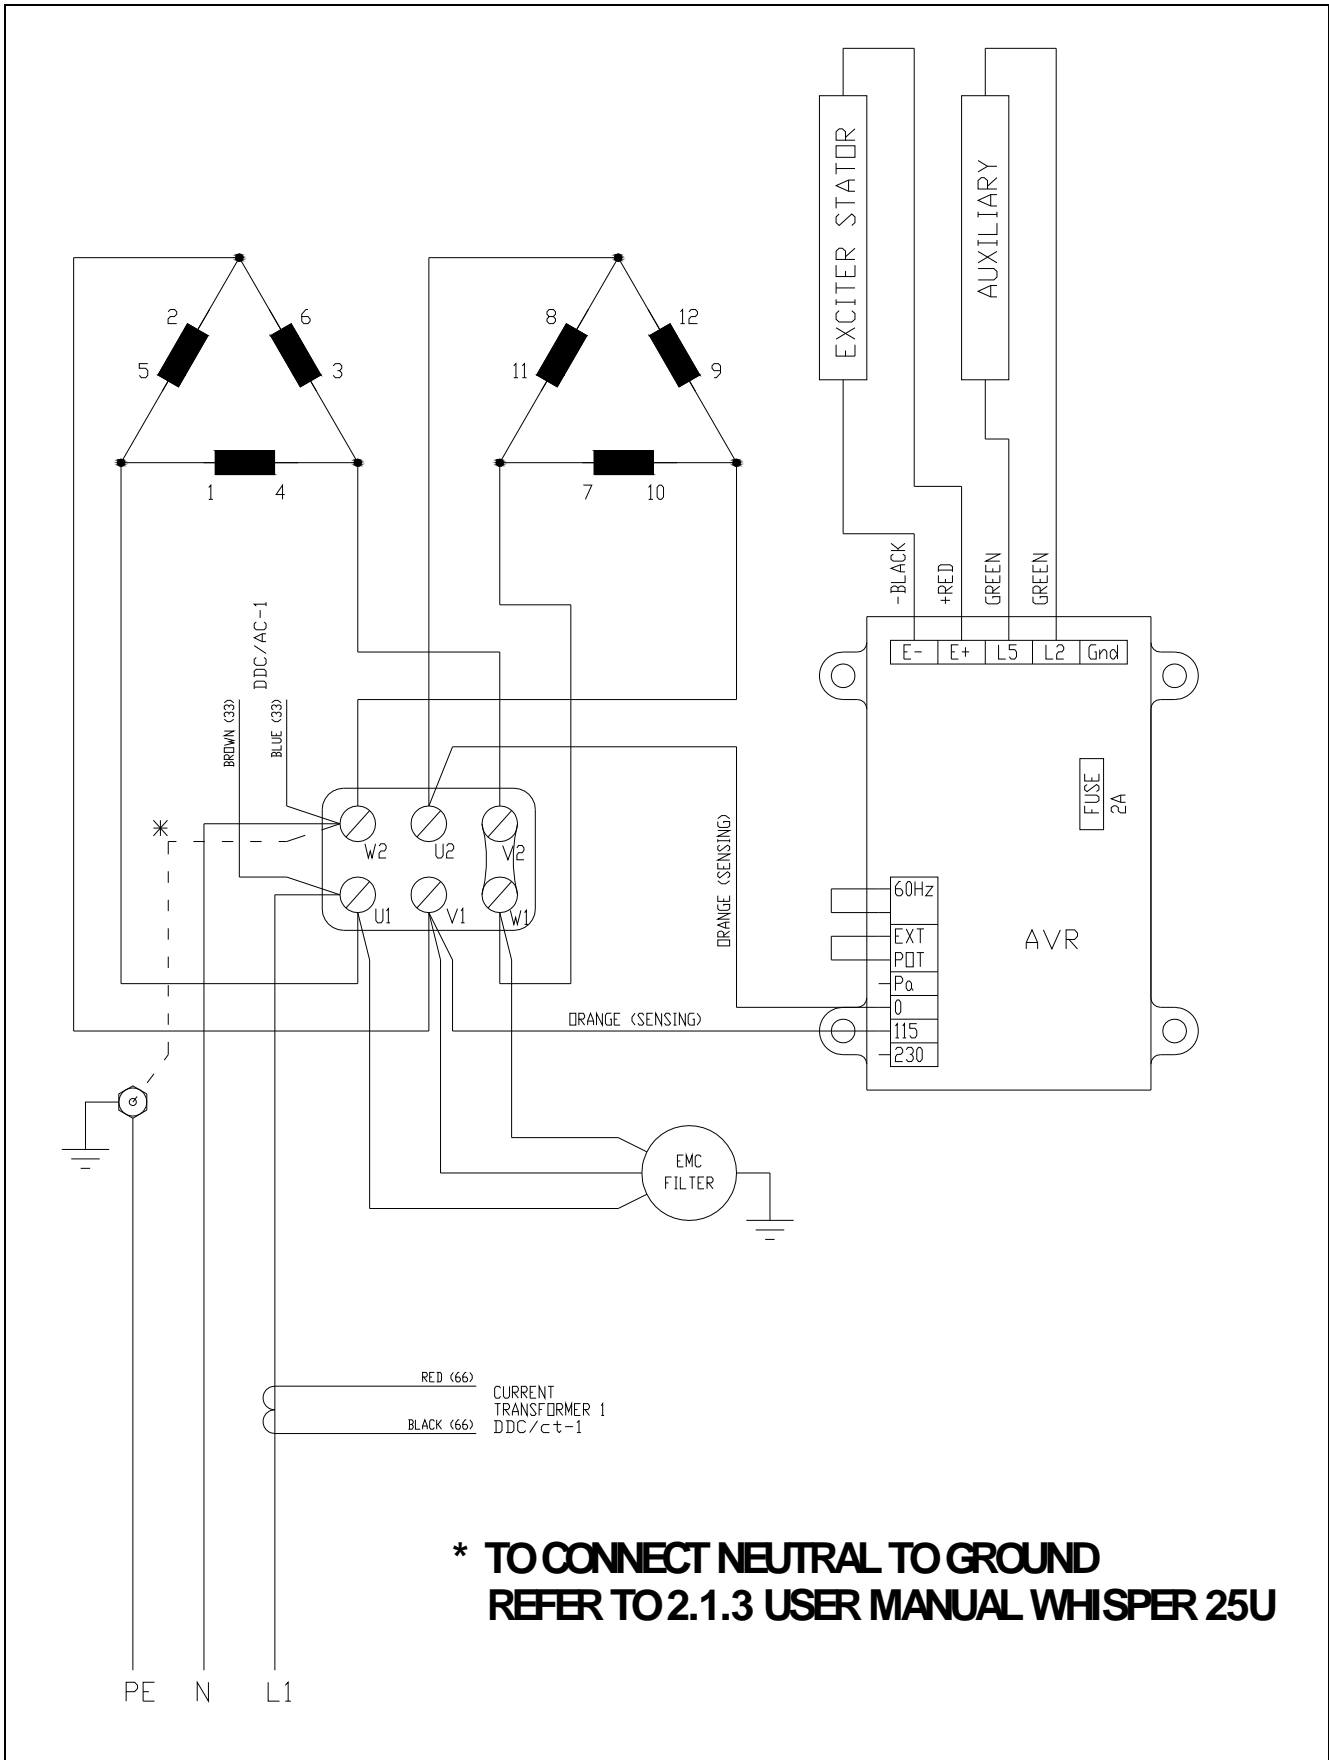 EXCITER STATOR
AUXILIARY
2
6
5
3
1
4
8
12
11
9
7
10
-BLACK
+RED
GREEN
GREEN
E-
E+
L5
L2
Gnd
DDC/AC-1
BROWN (33)
BLUE (33)
FUSE
2A
*
W2
U2
V2
U1
V1
W1
ORANGE (SENSING)
60Hz
EXT
POT
Pa
0
115
230
AVR
ORANGE (SENSING)
EMC
FILTER
RED (66)
BLACK (66)
CURRENT
TRANSFORMER 1
DDC/ct-1
* TO CONNECT NEUTRAL TO GROUND
REFER TO 2.1.3 USER MANUAL WHISPER 25U
PE
N
L1